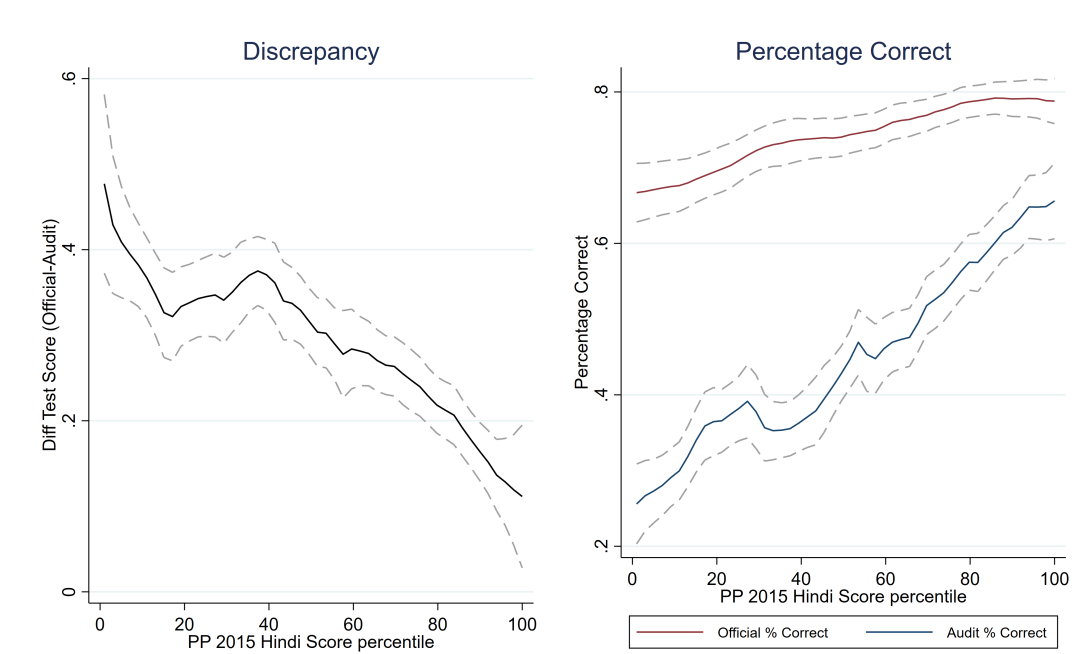 Discrepancy
Diff Test Score (Official-Audit)
.6
.4
.2
0
0 20 40 60 80 100
PP 2015 Hindi Score percentile
Percentage Correct
Percentage Correct
.8
.6
.4
.2
0 20 40 60 80 100
PP 2015 Hindi Score percentile
Official % Correct Audit % Correct